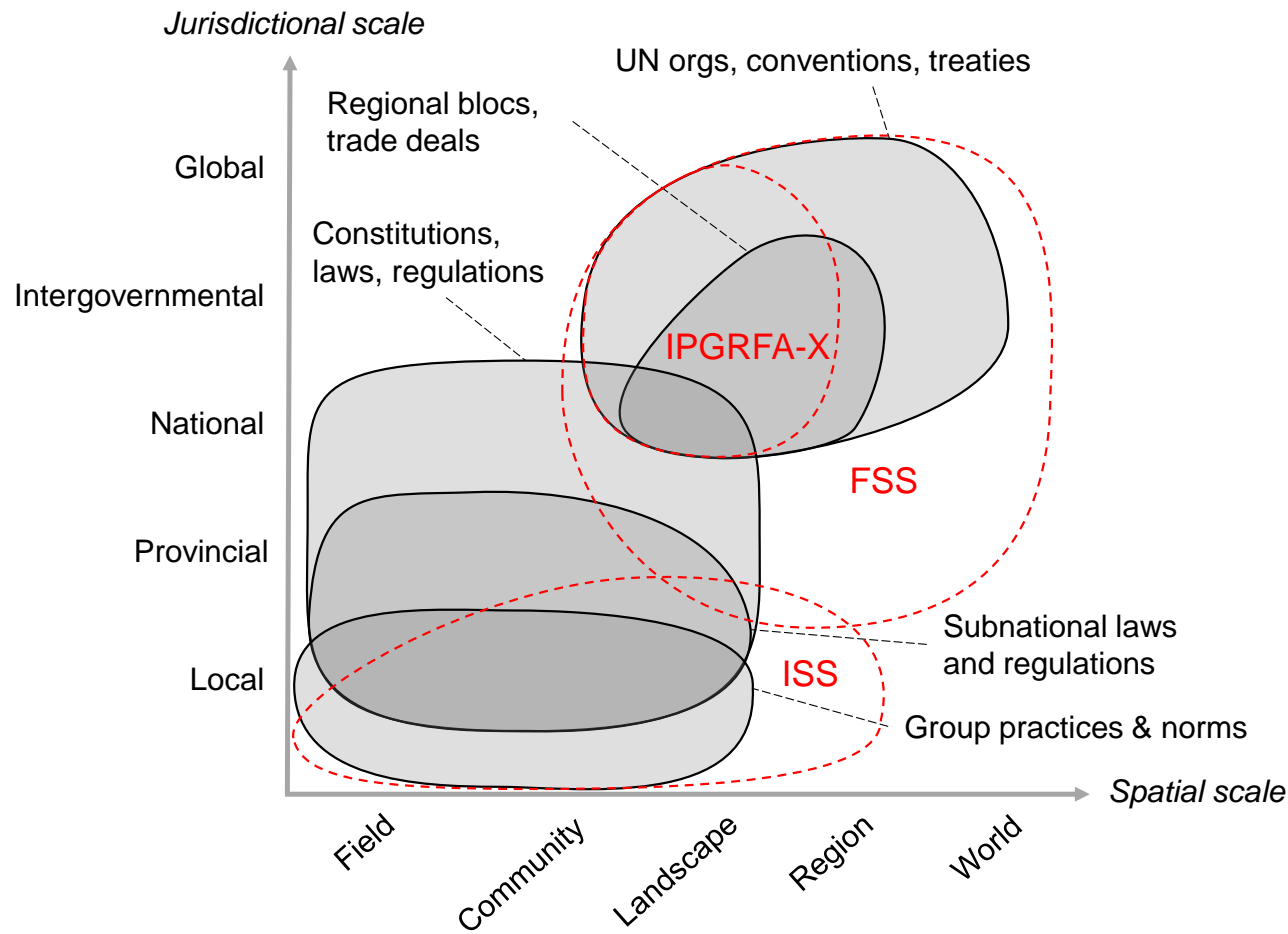 Jurisdictional scale
UN orgs, conventions, treaties
Regional blocs,
trade deals
Global
Constitutions,
laws, regulations
Intergovernmental
IPGRFA-X
National
FSS
Provincial
Subnational laws
and regulations
ISS
Local
Group practices & norms
Spatial scale
Field
Community
Landscape
Region
World